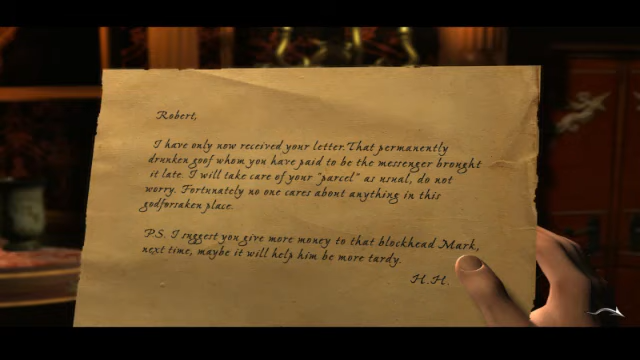 Robert,
I have only now received your letter.That permanently
drunken goof whom you have paid to be the messenger brought
it late. I will take care of your "parcel" as usual, do not
worry. Fortunately no one cares about anything in this
godforsaken place.
PS. I suggest you give more money to that blockhead Mark,
next time, maybe it will help him be more tardy.
H.H.